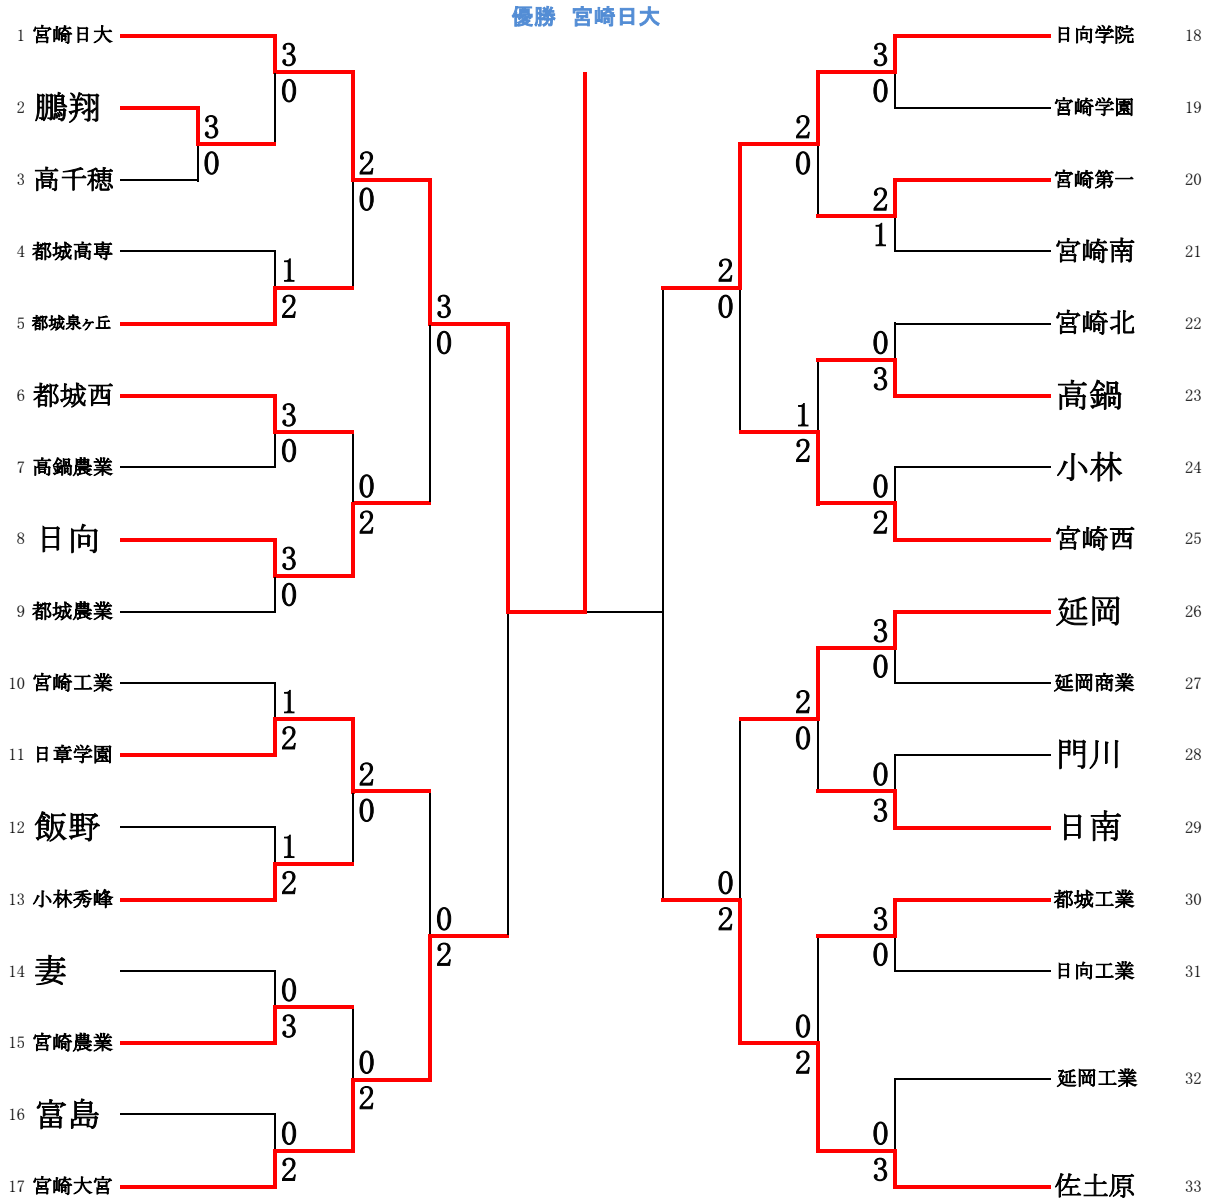 優勝 宮崎日大
1 宮崎日大
3
0
2 鵬翔
3
0
3 高千穂
2
0
4 都城高専
1
2
5 都城泉ヶ丘
3
0
6 都城西
3
0
7 高鍋農業
0
2
8 日向
3
0
9 都城農業
10 宮崎工業
1
2
11 日章学園
2
0
12 飯野
1
2
13 小林秀峰
0
2
14 妻
0
3
15 宮崎農業
0
2
16 富島
0
2
17 宮崎大宮
日向学院 18
3
0
宮崎学園 19
2
0
宮崎第一 20
2
1
宮崎南 21
2
0
宮崎北 22
0
3
高鍋 23
1
2
小林 24
0
2
宮崎西 25
延岡 26
3
0
延岡商業 27
2
0
門川 28
0
3
日南 29
0
2
都城工業 30
3
0
日向工業 31
0
2
延岡工業 32
0
3
佐土原 33